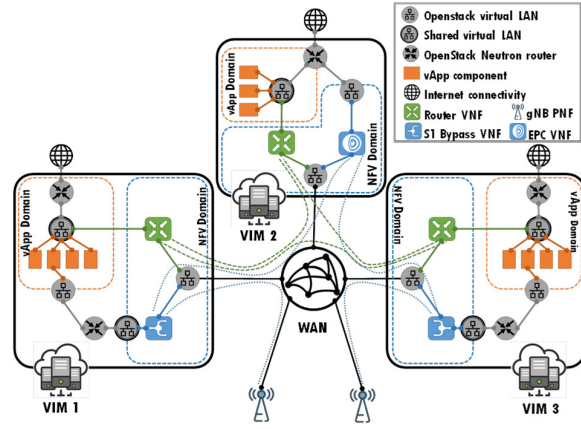 Internet
Openstack virtual LAN
Shared virtual LAN
OpenStack Neutron router
vApp component
Internet connectivity
Router VNF
gNB PNF
S1 Bypass VNF
EPC VNF
vApp Domain
NFV Domain
VIM 2
vApp Domain
NFV Domain
VIM 1
WAN
NFV Domain
vApp Domain
VIM 3